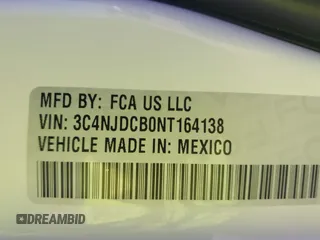 MFD BY: FCA US LLC
VIN: 3C4NJDCB0NT164138
VEHICLE MADE IN: MEXICO
DREAMBID